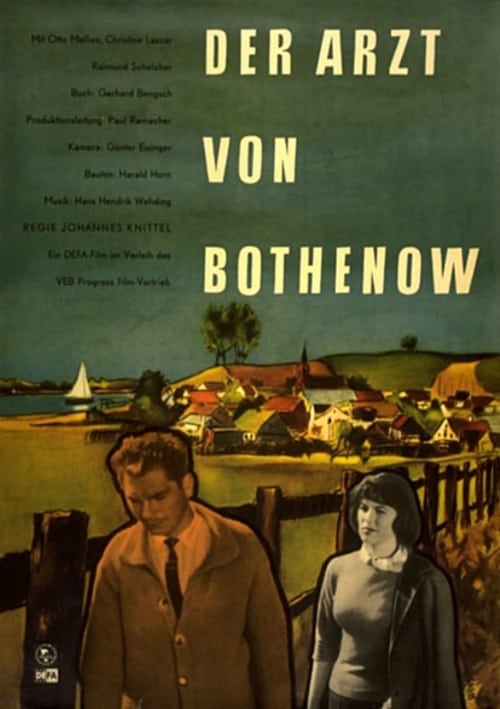 Mit Otto Mellies, Christine Laszar
Raimund Schelcher
Buch: Gerhard Bengsch
Produktionsleitung: Paul Ramacher
Kamera: Günter Eisinger
Bauten: Harald Horn
Musik: Hans Hendrik Wehding
REGIE JOHANNES KNITTEL
Ein DEFA-Film im Verleih des
VEB Progress Film-Vertrieb
DER ARZT
VON
BOTHENOW
DEFA